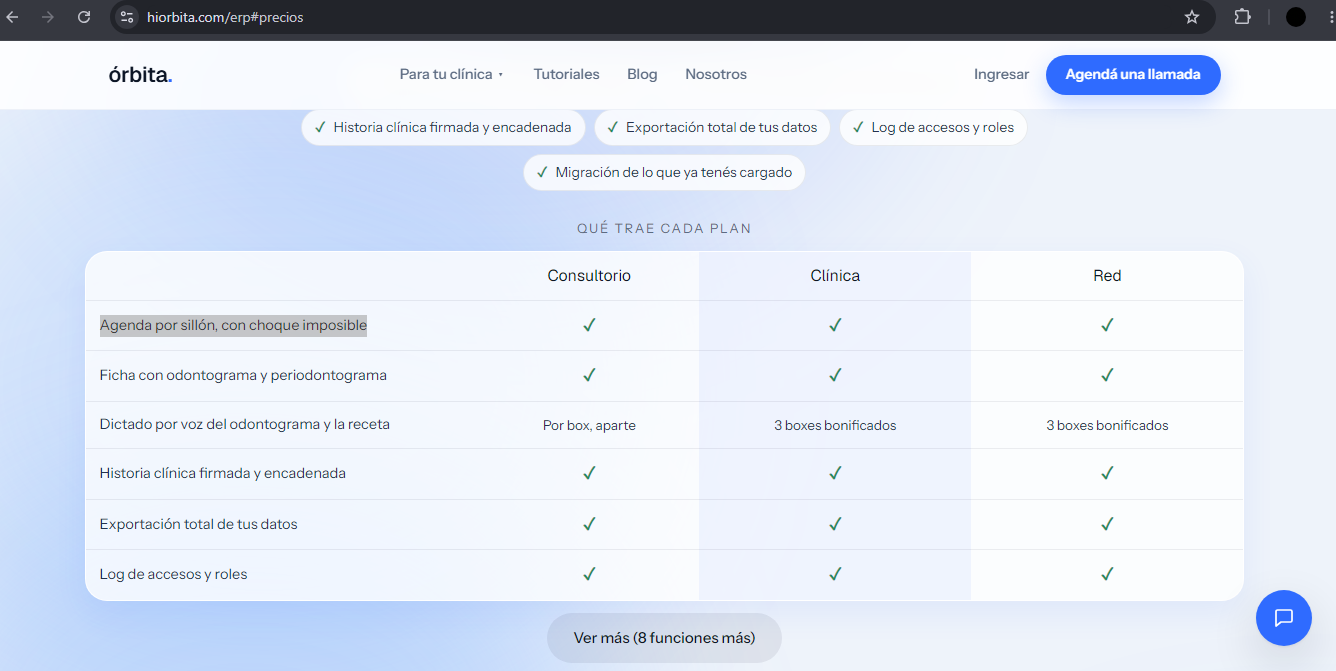 hiorbita.com/erp#precios
órbita.
Para tu clínica
Tutoriales
Blog
Nosotros
Ingresar
Agendá una llamada
✓ Historia clínica firmada y encadenada
✓ Exportación total de tus datos
✓ Log de accesos y roles
✓ Migración de lo que ya tenés cargado
QUÉ TRAE CADA PLAN
Consultorio Clínica Red
Agenda por sillón, con choque imposible ✓ ✓ ✓
Ficha con odontograma y periodontograma ✓ ✓ ✓
Dictado por voz del odontograma y la receta Por box, aparte 3 boxes bonificados 3 boxes bonificados
Historia clínica firmada y encadenada ✓ ✓ ✓
Exportación total de tus datos ✓ ✓ ✓
Log de accesos y roles ✓ ✓ ✓
Ver más (8 funciones más)